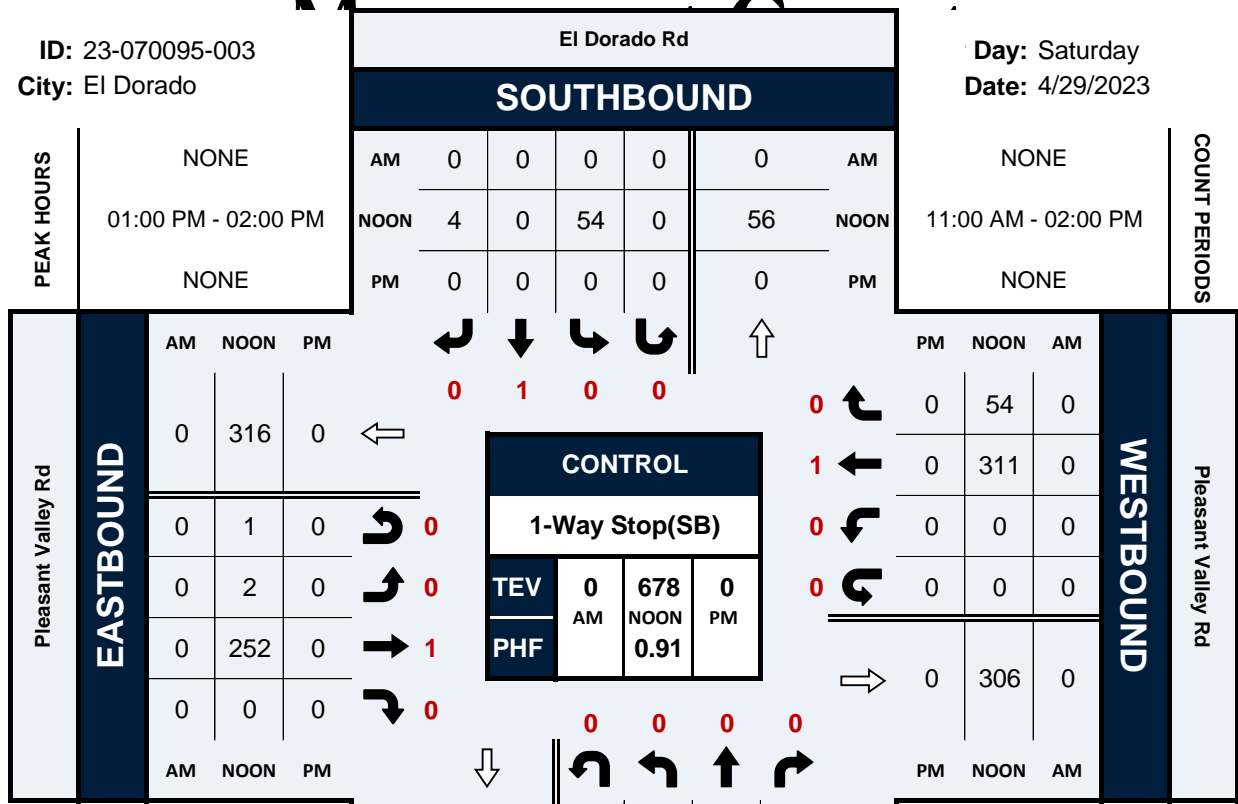 El Dorado Rd
ID: 23-070095-003
Day: Saturday
City: El Dorado
Date: 4/29/2023
SOUTHBOUND
PEAK HOURS
NONE
01:00 PM - 02:00 PM
NONE
AM 0 0 0 0 0 AM
NOON 4 0 54 0 56 NOON
PM 0 0 0 0 0 PM
NONE
11:00 AM - 02:00 PM
NONE
COUNT PERIODS
0 1 0 0
Pleasant Valley Rd
EASTBOUND
AM NOON PM
0 316 0
0 1 0 0
0 2 0 0
0 252 0 1
0 0 0 0
AM NOON PM
CONTROL
1-Way Stop(SB)
TEV 0 678 0
AM NOON PM
PHF 0.91
PM NOON AM
0 0 54 0
1 0 311 0
0 0 0 0
0 0 0 0
0 306 0
PM NOON AM
WESTBOUND
Pleasant Valley Rd
0 0 0 0